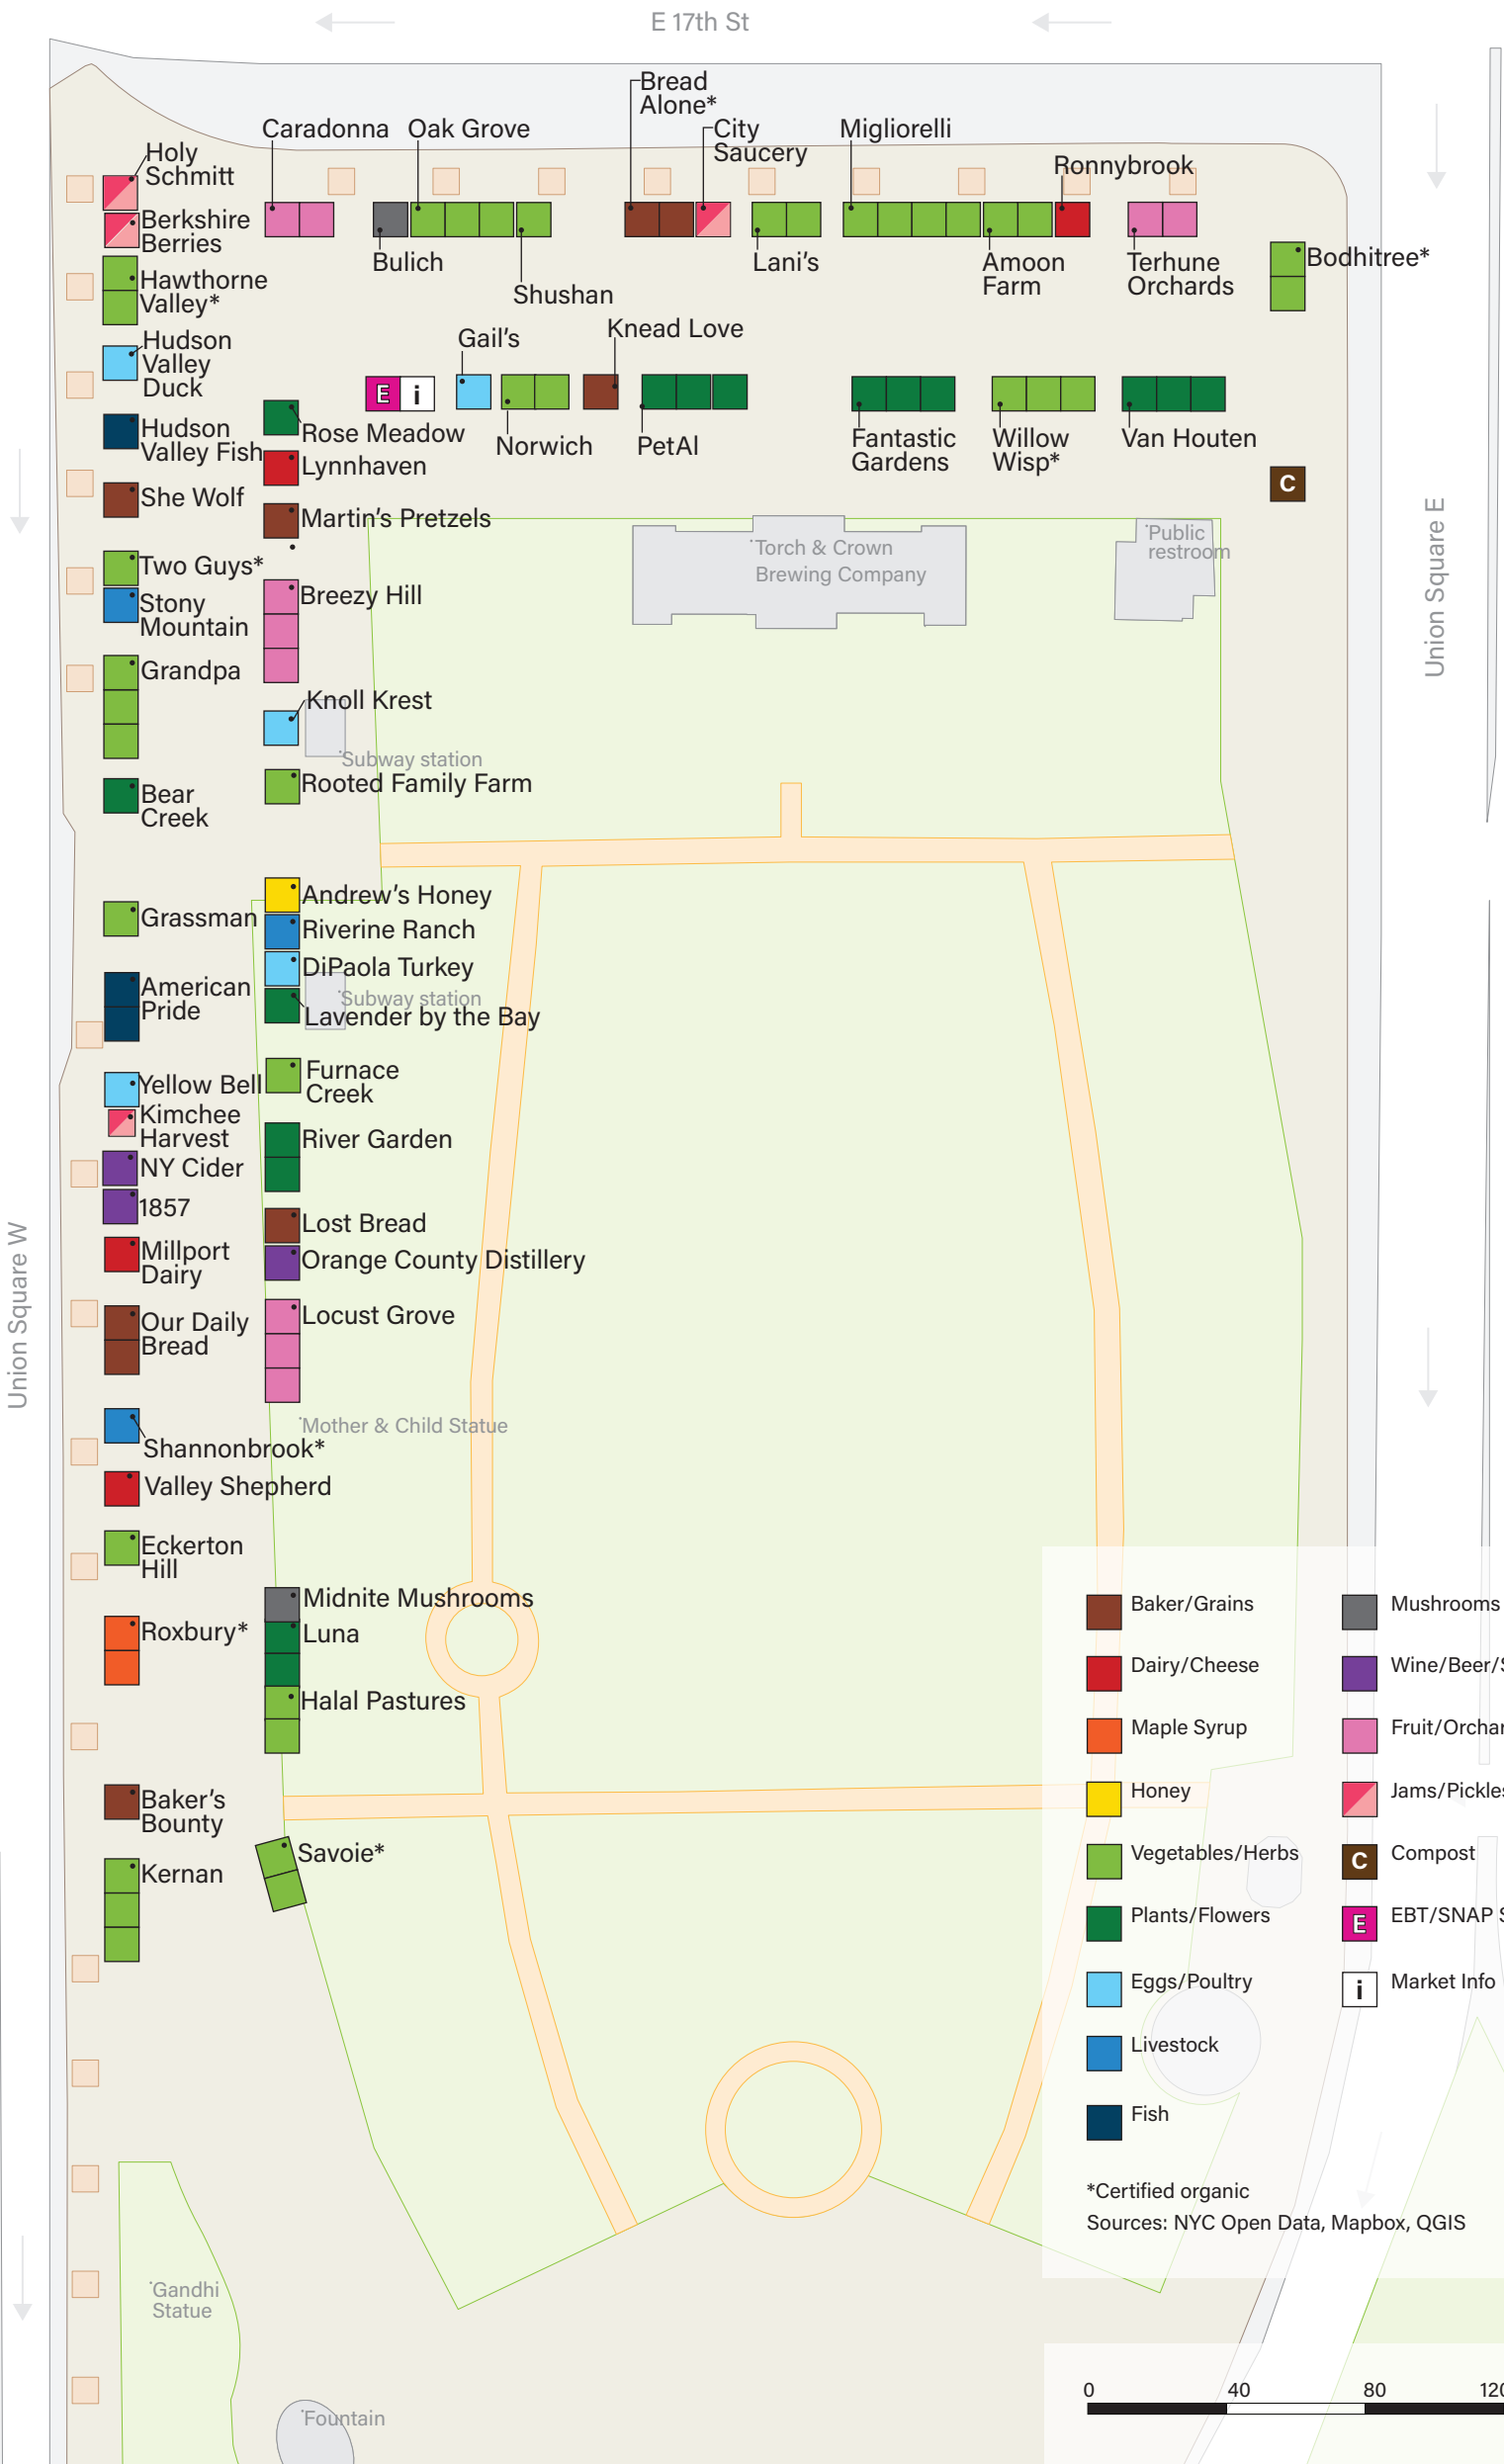 E 17th St
Bread
Alone*
City
Saucery
Caradonna
Oak Grove
Migliorelli
Ronnybrook
Holy
Schmitt
Berkshire
Berries
Bulich
Shushan
Lani's
Amoon
Farm
Terhune
Orchards
Bodhitree*
Hawthorne
Valley*
Hudson
Valley
Duck
Gail's
Knead Love
E
i
Norwich
PetAl
Fantastic
Gardens
Willow
Wisp*
Van Houten
C
Union Square E
Hudson
Valley Fish
Rose Meadow
Lynnhaven
She Wolf
Martin's Pretzels
Torch & Crown
Brewing Company
Public
restroom
Two Guys*
Stony
Mountain
Breezy Hill
Grandpa
Knoll Krest
Subway station
Rooted Family Farm
Bear
Creek
Andrew's Honey
Grassman
Riverine Ranch
DiPaola Turkey
American
Pride
Subway station
Lavender by the Bay
Yellow Bell
Furnace
Creek
Kimchee
Harvest
River Garden
NY Cider
1857
Lost Bread
Millport
Dairy
Orange County Distillery
Union Square W
Our Daily
Bread
Locust Grove
Mother & Child Statue
Shannonbrook*
Valley Shepherd
Eckerton
Hill
Midnite Mushrooms
Roxbury*
Luna
Halal Pastures
Baker's
Bounty
Savoie*
Kernan
Gandhi
Statue
Fountain
Baker/Grains
Dairy/Cheese
Maple Syrup
Honey
Vegetables/Herbs
Plants/Flowers
Eggs/Poultry
Livestock
Fish
Mushrooms
Wine/Beer/S
Fruit/Orchar
Jams/Pickles
C
Compost
E
EBT/SNAP S
i
Market Info
*Certified organic
Sources: NYC Open Data, Mapbox, QGIS
0
40
80
120